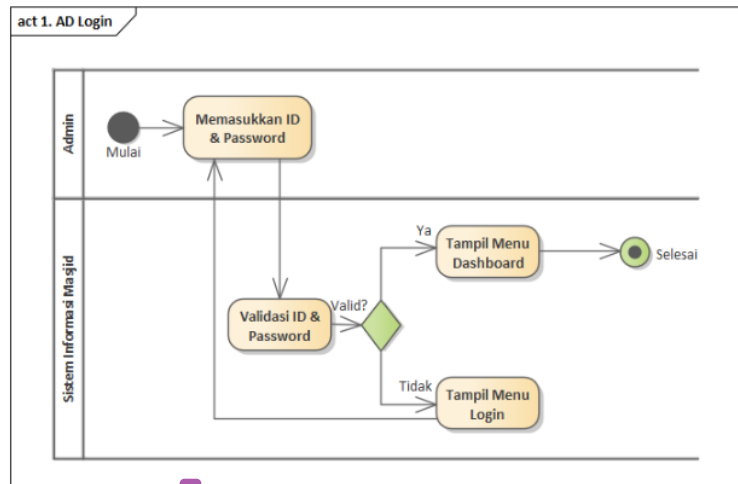 act 1. AD Login
Admin
Mulai
Memasukkan ID
& Password
Sistem Informasi Masjid
Validasi ID &
Password
Valid?
Ya
Tampil Menu
Dashboard
Selesai
Tidak
Tampil Menu
Login